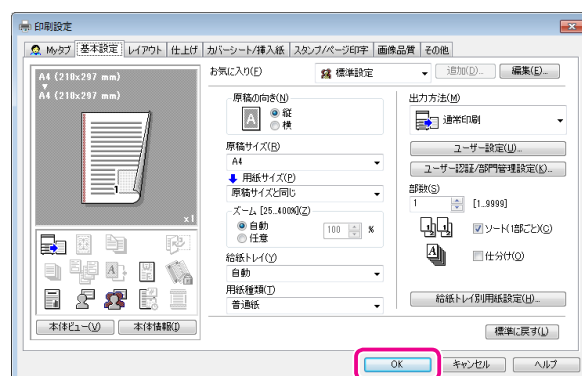 印刷設定
Myタブ 基本設定 レイアウト 仕上げ カバーシート/挿入紙 スタンプ/ページ印字 画像品質 その他
A4 (210x297 mm)
A4 (210x297 mm)
1
x1
本体ビュー(V) 本体情報(I)
お気に入り(F) 標準設定 追加(D)... 編集(E)...
原稿の向き(N)
A
縦
横
原稿サイズ(R)
A4
用紙サイズ(P)
原稿サイズと同じ
ズーム [25..400%](Z)
自動
任意
100 %
給紙トレイ(Y)
自動
用紙種類(T)
普通紙
出力方法(M)
通常印刷
ユーザー設定(U)...
ユーザー認証/部門管理設定(K)...
部数(S)
1 [1..9999]
ソート(1部ごと)(C)
仕分け(O)
給紙トレイ別用紙設定(H)...
標準に戻す(L)
OK キャンセル ヘルプ